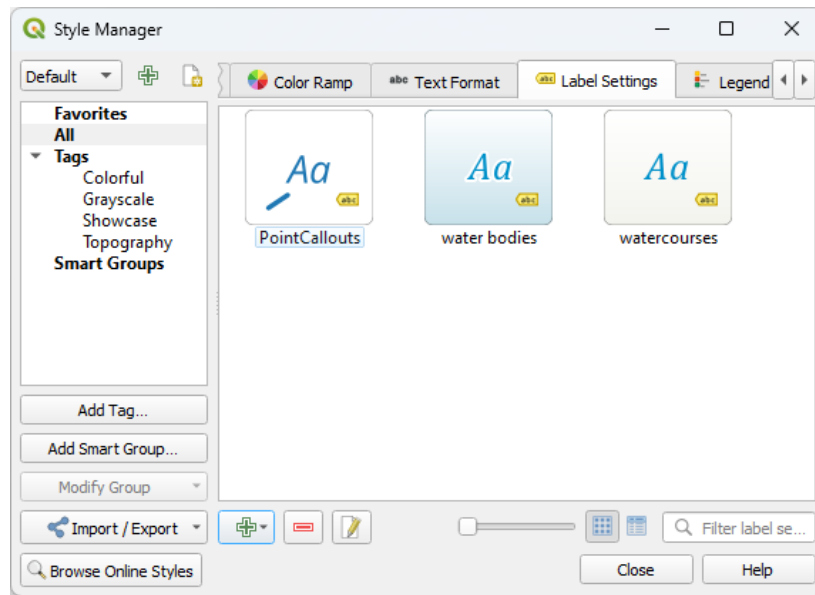 Style Manager
Default
Color Ramp
abc Text Format
abc Label Settings
Legend
Favorites
All
Tags
Colorful
Grayscale
Showcase
Topography
Smart Groups
Aa
abc
PointCallouts
Aa
abc
water bodies
Aa
abc
watercourses
Add Tag...
Add Smart Group...
Modify Group
Import / Export
Filter label se...
Browse Online Styles
Close
Help